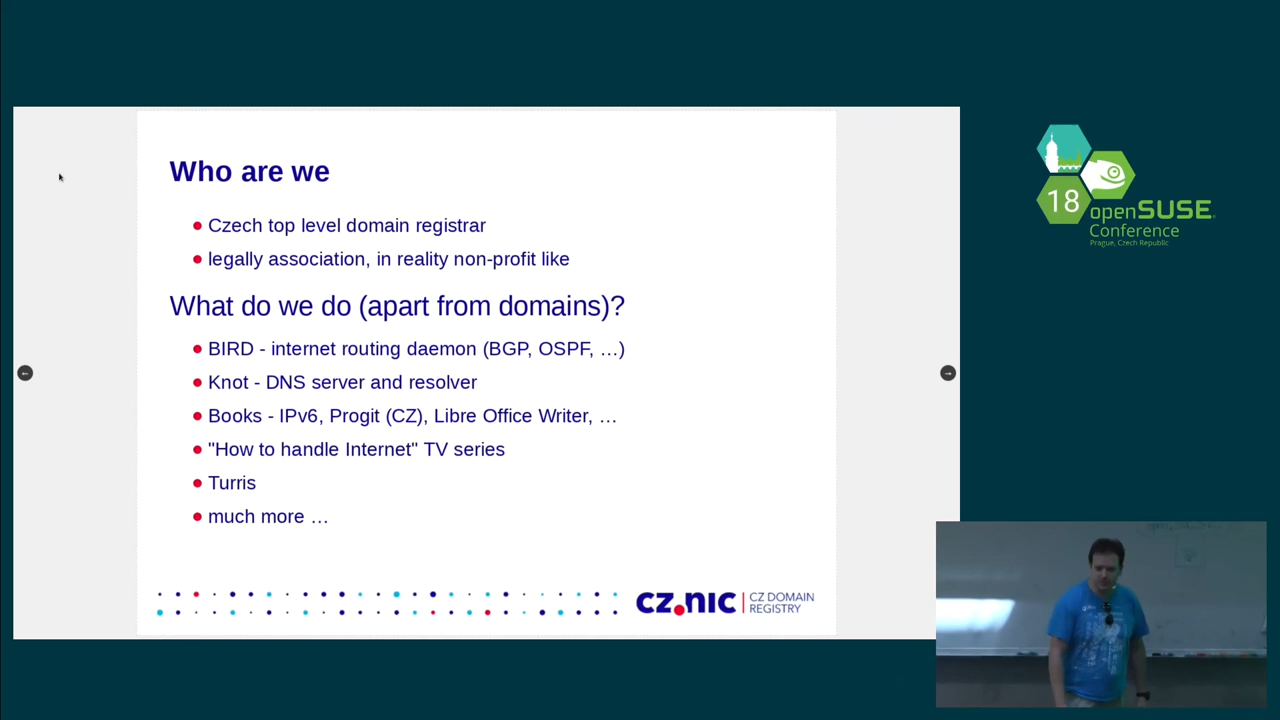 Who are we
Czech top level domain registrar
legally association, in reality non-profit like
What do we do (apart from domains)?
BIRD - internet routing daemon (BGP, OSPF, …)
Knot - DNS server and resolver
Books - IPv6, Progit (CZ), Libre Office Writer, …
"How to handle Internet" TV series
Turris
much more …
CZ.NIC
CZ DOMAIN
REGISTRY
←
→
18
openSUSE
Conference
Prague, Czech Republic